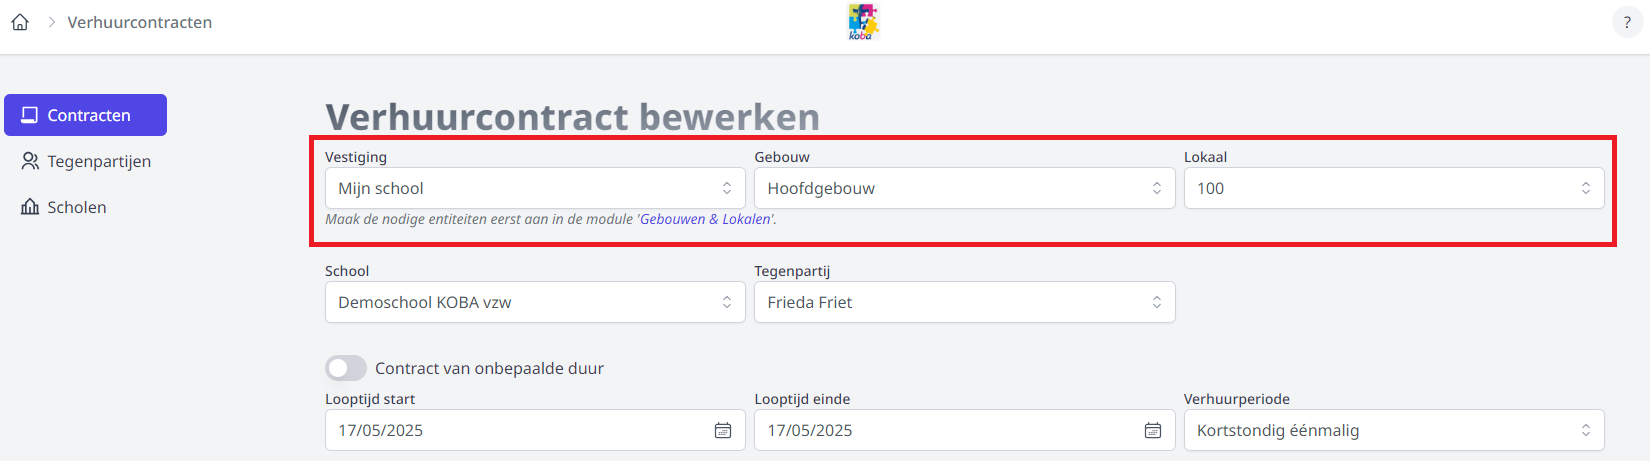 Verhuurcontracten
koba
?
Contracten
Tegenpartijen
Scholen
Verhuurcontract bewerken
Vestiging Gebouw Lokaal
Mijn school Hoofdgebouw 100
Maak de nodige entiteiten eerst aan in de module 'Gebouwen & Lokalen'.
School Tegenpartij
Demoschool KOBA vzw Frieda Friet
Contract van onbepaalde duur
Looptijd start Looptijd einde Verhuurperiode
17/05/2025 17/05/2025 Kortstondig éénmalig